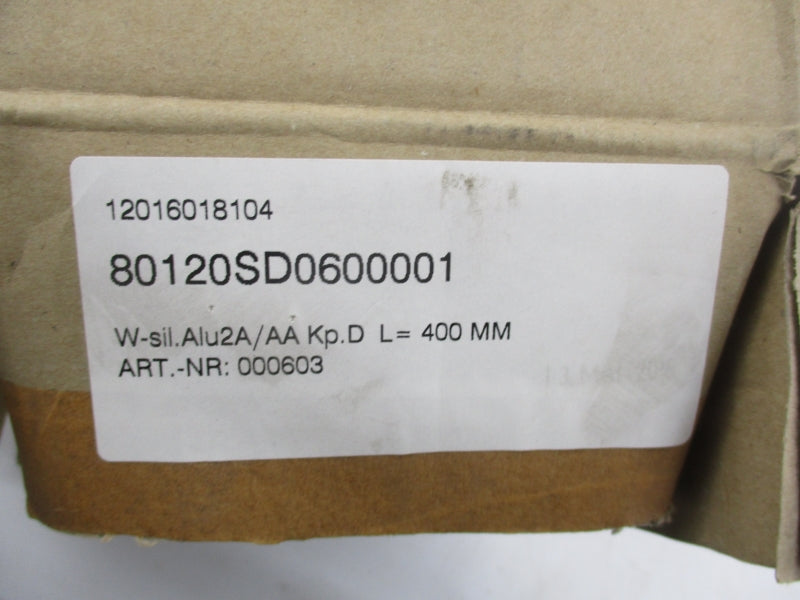 12016018104
80120SD0600001
W-sil.Alu2A/AA Kp.D L= 400 MM
ART.-NR: 000603